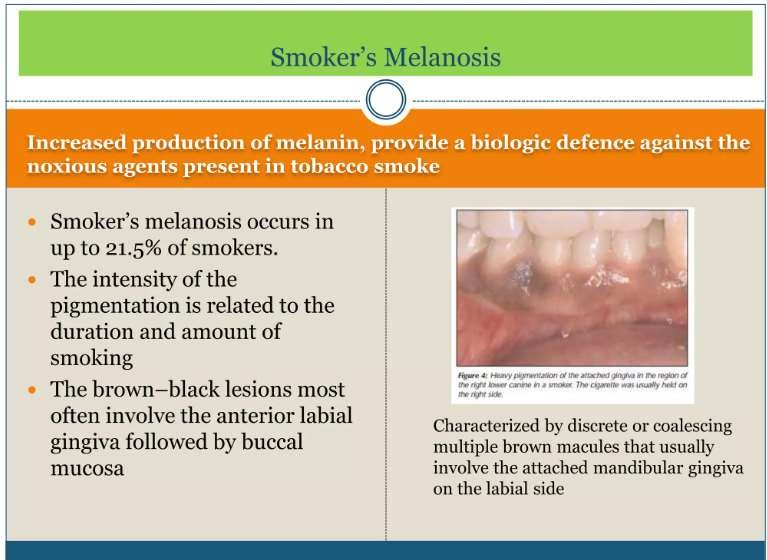 Smoker's Melanosis
Increased production of melanin, provide a biologic defence against the
noxious agents present in tobacco smoke
• Smoker's melanosis occurs in
up to 21.5% of smokers.
• The intensity of the
pigmentation is related to the
duration and amount of
smoking
• The brown–black lesions most
often involve the anterior labial
gingiva followed by buccal
mucosa
Figure 4: Heavy pigmentation of the attached gingiva in the region of
the right lower canine in a smoker. The cigarette was usually held on
the right side.
Characterized by discrete or coalescing
multiple brown macules that usually
involve the attached mandibular gingiva
on the labial side